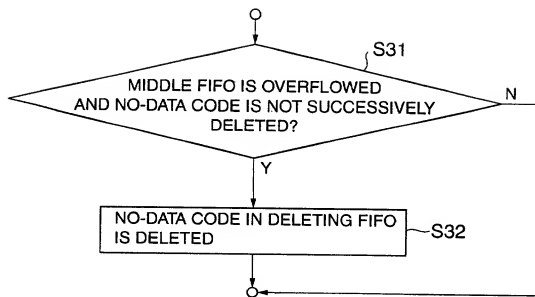 S31
MIDDLE FIFO IS OVERFLOWED
AND NO-DATA CODE IS NOT SUCCESSIVELY
DELETED?
N
Y
NO-DATA CODE IN DELETING FIFO
IS DELETED
S32